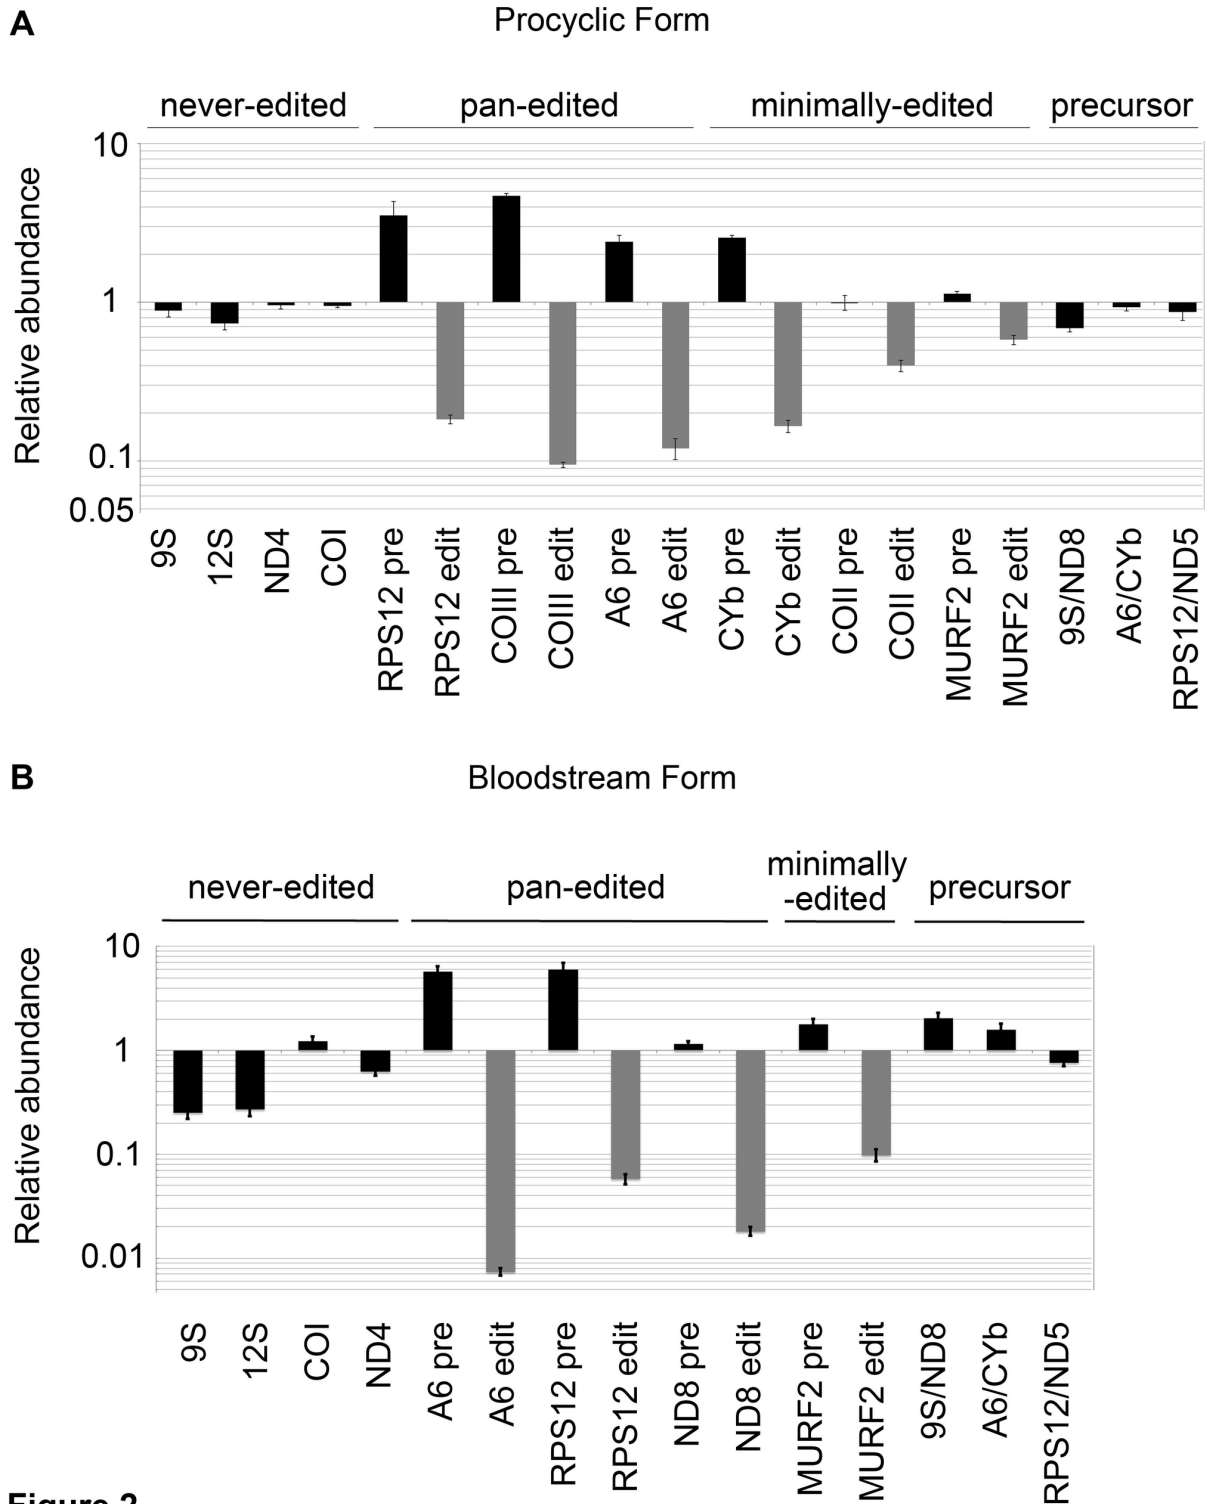 A
Procyclic Form
never-edited pan-edited minimally-edited precursor
10
1
0.1
0.05
Relative abundance
9S 12S ND4 COI RPS12 pre RPS12 edit COIII pre COIII edit A6 pre A6 edit CYb pre CYb edit COII pre COII edit MURF2 pre MURF2 edit 9S/ND8 A6/CYb RPS12/ND5
B
Bloodstream Form
never-edited pan-edited minimally
-edited precursor
10
1
0.1
0.01
Relative abundance
9S 12S COI ND4 A6 pre A6 edit RPS12 pre RPS12 edit ND8 pre ND8 edit MURF2 pre MURF2 edit 9S/ND8 A6/CYb RPS12/ND5
Figure 2